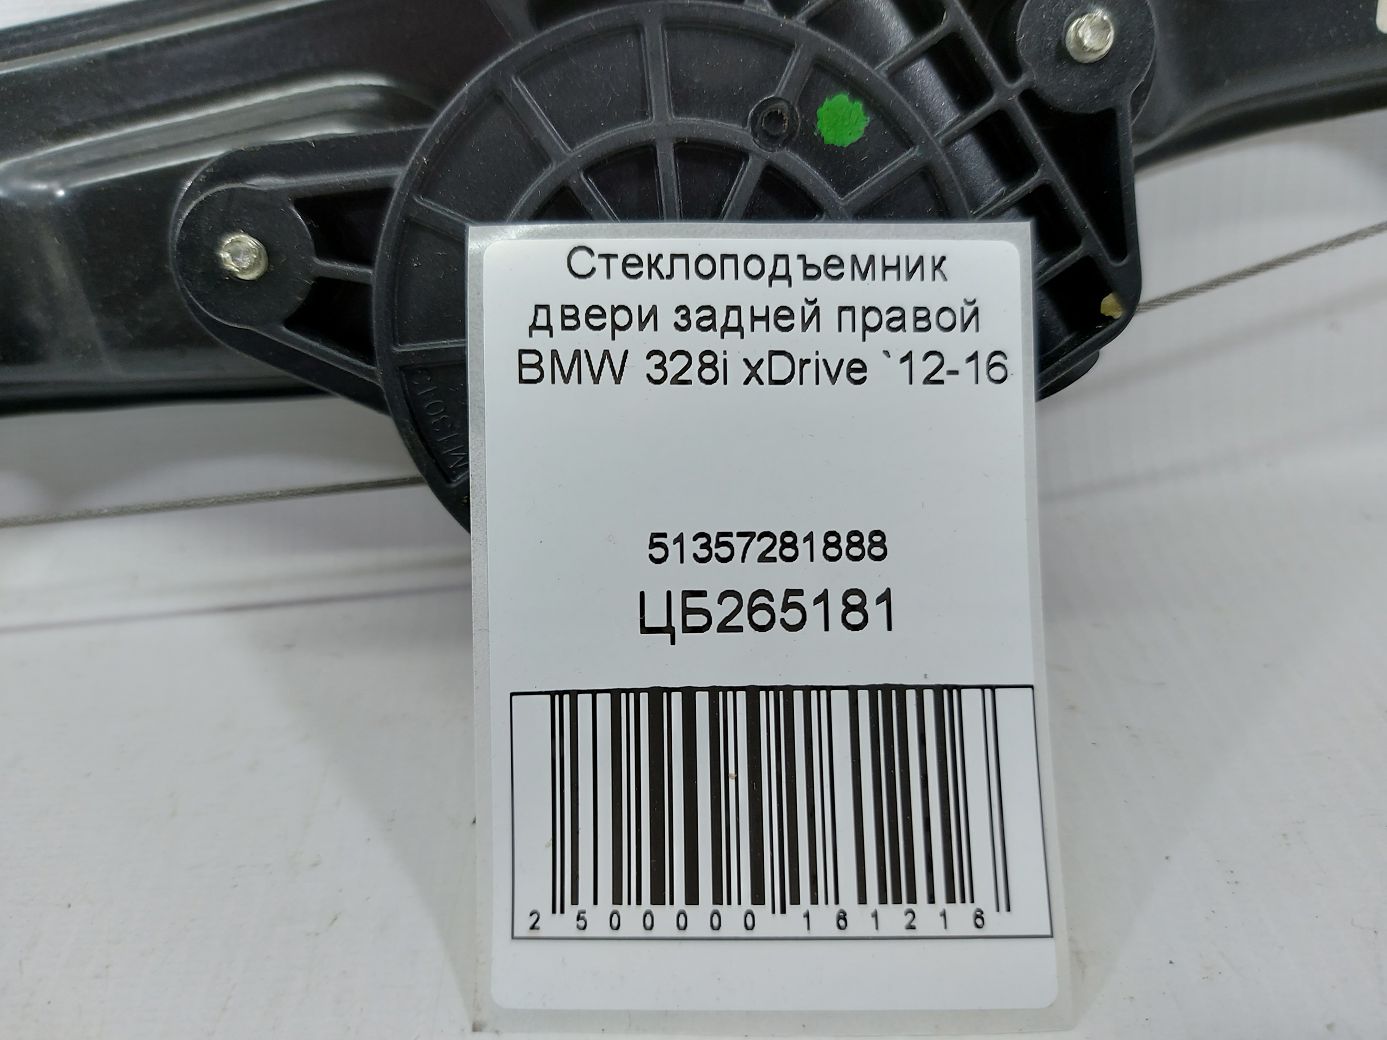 Стеклоподъемник
двери задней правой
BMW 328i xDrive `12-16
51357281888
ЦБ265181
2 500000 161216